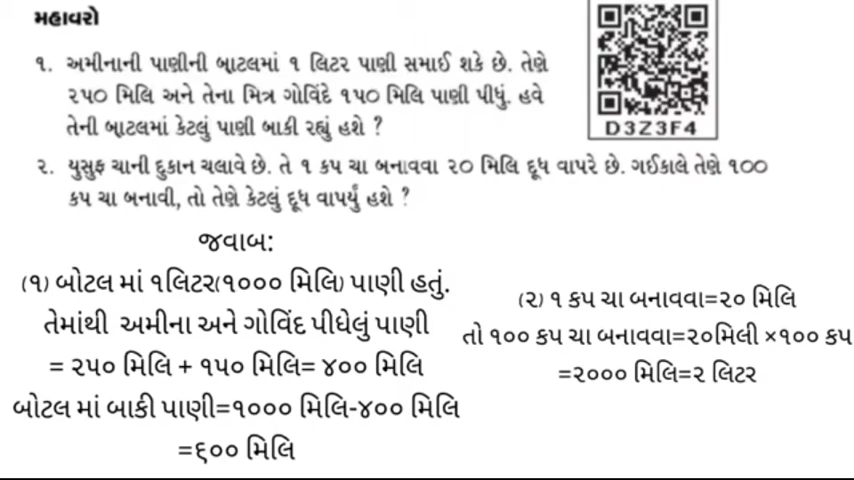 મહાવરો
૧. અમીનાની પાણીની બાટલમાં ૧ લિટર પાણી સમાઈ શકે છે. તેણે
૨૫૦ મિલિ અને તેના મિત્ર ગોવિંદે ૧૫૦ મિલિ પાણી પીધું. હવે
તેની બાટલમાં કેટલું પાણી બાકી રહ્યું હશે ?
D3Z3F4
૨. યુસુફ ચાની દુકાન ચલાવે છે. તે ૧ કપ ચા બનાવવા ૨૦ મિલિ દૂધ વાપરે છે. ગઈકાલે તેણે ૧૦૦
કપ ચા બનાવી, તો તેણે કેટલું દૂધ વાપર્યું હશે ?
જવાબ:
(૧) બોટલ માં ૧લિટર(૧૦૦૦ મિલિ) પાણી હતું.
તેમાંથી અમીના અને ગોવિંદ પીધેલું પાણી
= ૨૫૦ મિલિ + ૧૫૦ મિલિ= ૪૦૦ મિલિ
બોટલ માં બાકી પાણી=૧૦૦૦ મિલિ-૪૦૦ મિલિ
=૬૦૦ મિલિ
(૨) ૧ કપ ચા બનાવવા=૨૦ મિલિ
તો ૧૦૦ કપ ચા બનાવવા=૨૦મિલી ×૧૦૦ કપ
=૨૦૦૦ મિલિ=૨ લિટર